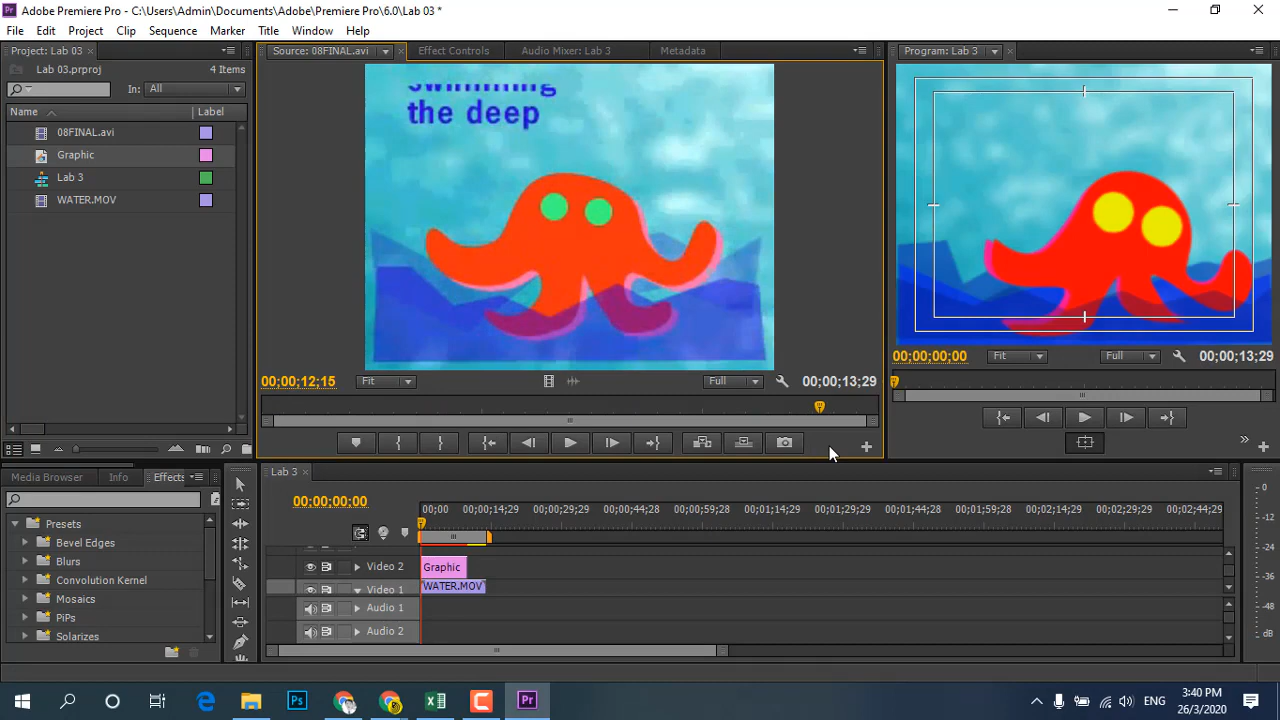 Adobe Premiere Pro - C:\Users\Admin\Documents\Adobe\Premiere Pro\6.0\Lab 03 *
File Edit Project Clip Sequence Marker Title Window Help
Project: Lab 03
Source: 08FINAL.avi
Effect Controls
Audio Mixer: Lab 3
Metadata
Program: Lab 3
Lab 03.prproj
4 Items
In: All
Name
Label
08FINAL.avi
Graphic
Lab 3
WATER.MOV
swimming
the deep
00;00;12;15
Fit
Full
00;00;13;29
00;00;00;00
Fit
Full
00;00;13;29
Media Browser
Info
Effects
Presets
Bevel Edges
Blurs
Convolution Kernel
Mosaics
PiPs
Solarizes
Lab 3
00;00;00;00
00;00
00;00;14;29
00;00;29;29
00;00;44;28
00;00;59;28
00;01;14;29
00;01;29;29
00;01;44;28
00;01;59;28
00;02;14;29
00;02;29;29
00;02;44;29
Video 2
Graphic
Video 1
WATER.MOV
Audio 1
Audio 2
0
-12
-24
-36
-48
dB
Ps
Pr
ENG
3:40 PM
26/3/2020